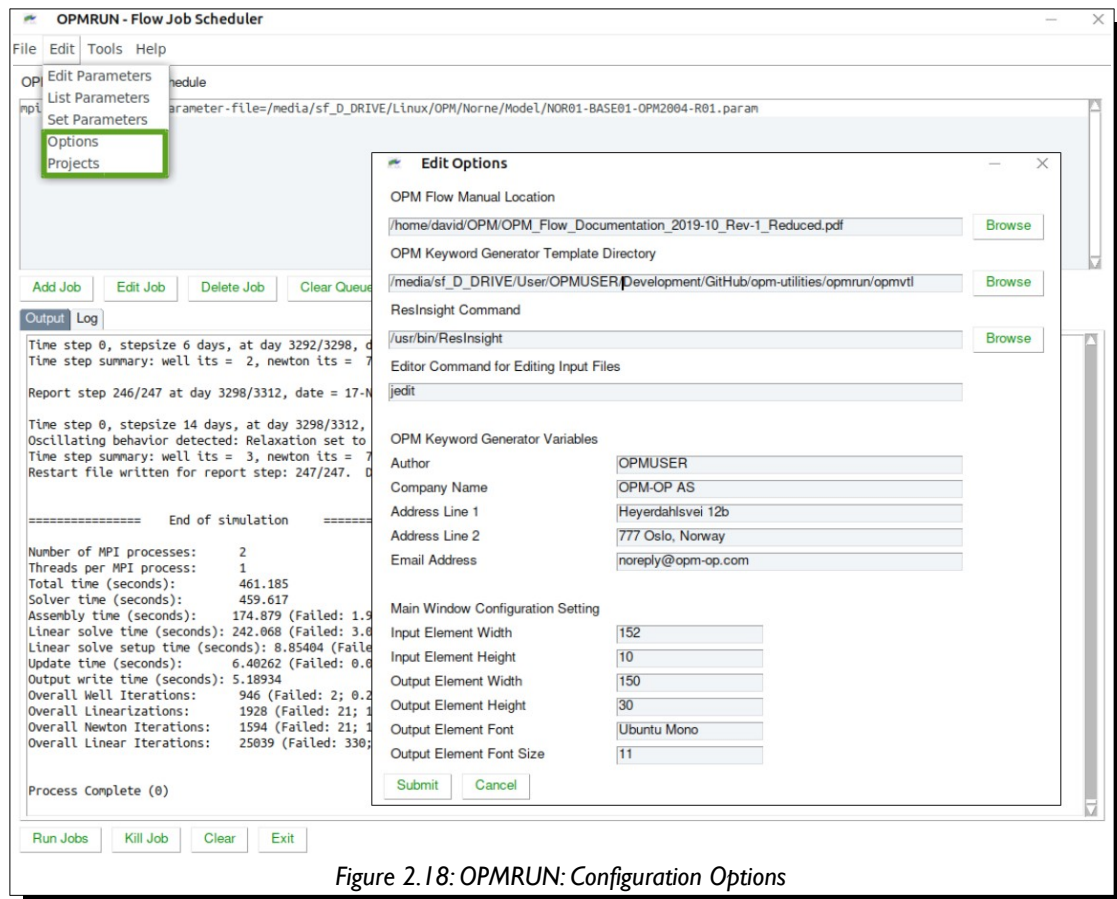 OPMRUN - Flow Job Scheduler
File Edit Tools Help
Edit Parameters
List Parameters
Set Parameters
Options
Projects
OP hedule
mpi arameter-file=/media/sf_D_DRIVE/Linux/OPM/Norne/Model/NOR01-BASE01-OPM2004-R01.param
Add Job Edit Job Delete Job Clear Queue
Output Log
Time step 0, stepsize 6 days, at day 3292/3298, d
Time step summary: well its = 2, newton its = 7
Report step 246/247 at day 3298/3312, date = 17-N
Time step 0, stepsize 14 days, at day 3298/3312,
Oscillating behavior detected: Relaxation set to
Time step summary: well its = 3, newton its = 7
Restart file written for report step: 247/247. D
================ End of simulation =======
Number of MPI processes: 2
Threads per MPI process: 1
Total time (seconds): 461.185
Solver time (seconds): 459.617
Assembly time (seconds): 174.879 (Failed: 1.9
Linear solve time (seconds): 242.068 (Failed: 3.0
Linear solve setup time (seconds): 8.85404 (Faile
Update time (seconds): 6.40262 (Failed: 0.0
Output write time (seconds): 5.18934
Overall Well Iterations: 946 (Failed: 2; 0.2
Overall Linearizations: 1928 (Failed: 21; 1
Overall Newton Iterations: 1594 (Failed: 21; 1
Overall Linear Iterations: 25039 (Failed: 330;
Process Complete (0)
Run Jobs Kill Job Clear Exit
Edit Options
OPM Flow Manual Location
/home/david/OPM/OPM_Flow_Documentation_2019-10_Rev-1_Reduced.pdf Browse
OPM Keyword Generator Template Directory
/media/sf_D_DRIVE/User/OPMUSER/Development/GitHub/opm-utilities/opmrun/opmvtl Browse
ResInsight Command
/usr/bin/ResInsight Browse
Editor Command for Editing Input Files
jedit
OPM Keyword Generator Variables
Author OPMUSER
Company Name OPM-OP AS
Address Line 1 Heyerdahlsvei 12b
Address Line 2 777 Oslo, Norway
Email Address noreply@opm-op.com
Main Window Configuration Setting
Input Element Width 152
Input Element Height 10
Output Element Width 150
Output Element Height 30
Output Element Font Ubuntu Mono
Output Element Font Size 11
Submit Cancel
Figure 2.18: OPMRUN: Configuration Options